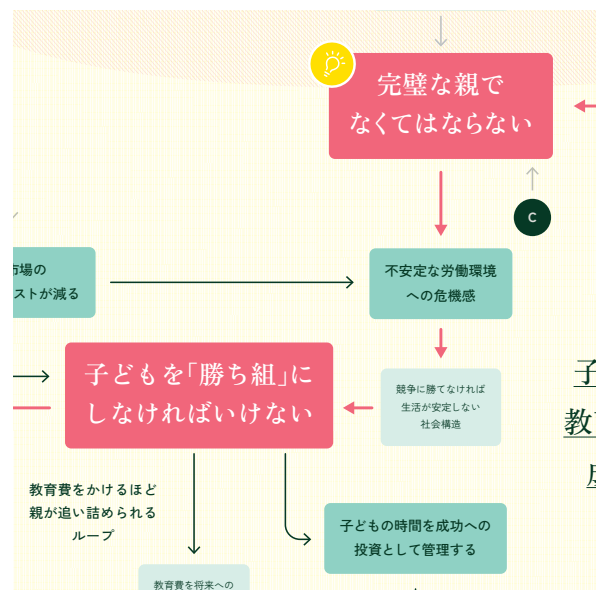 完璧な親で
なくてはならない
C
市場の
ストが減る
不安定な労働環境
への危機感
子どもを「勝ち組」に
しなければいけない
競争に勝てなければ
生活が安定しない
社会構造
子
教育
教育費をかけるほど
親が追い詰められる
ループ
子どもの時間を成功への
投資として管理する
教育費を将来への